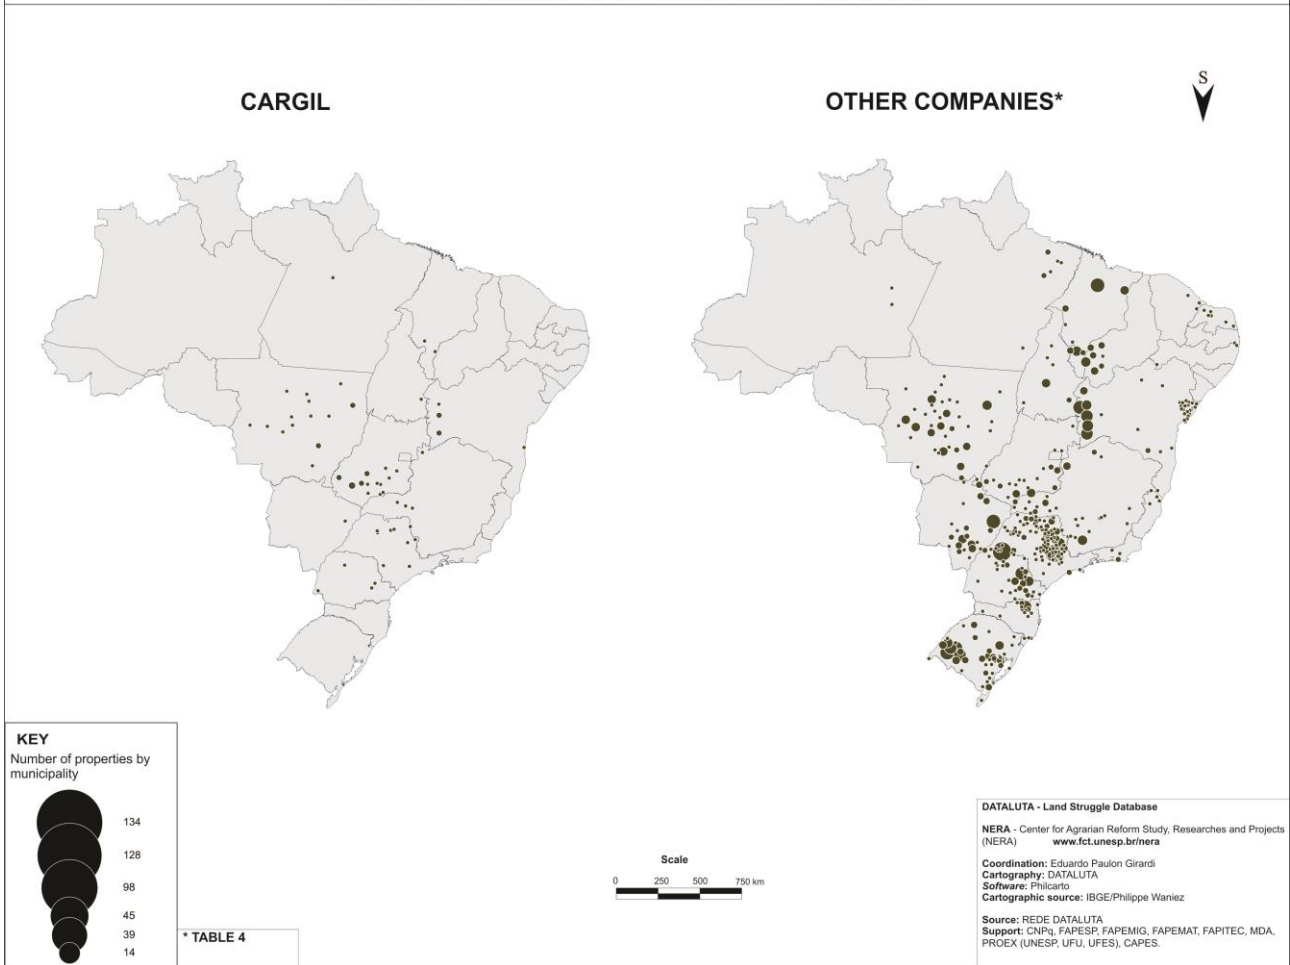 CARGIL
OTHER COMPANIES*
S
KEY
Number of properties by
municipality
134
128
98
45
39
14
* TABLE 4
Scale
0 250 500 750 km
DATALUTA - Land Struggle Database
NERA - Center for Agrarian Reform Study, Researches and Projects
(NERA) www.fct.unesp.br/nera
Coordination: Eduardo Paulon Girardi
Cartography: DATALUTA
Software: Philcarto
Cartographic source: IBGE/Philippe Waniez
Source: REDE DATALUTA
Support: CNPq, FAPESP, FAPEMIG, FAPEMAT, FAPITEC, MDA,
PROEX (UNESP, UFU, UFES), CAPES.